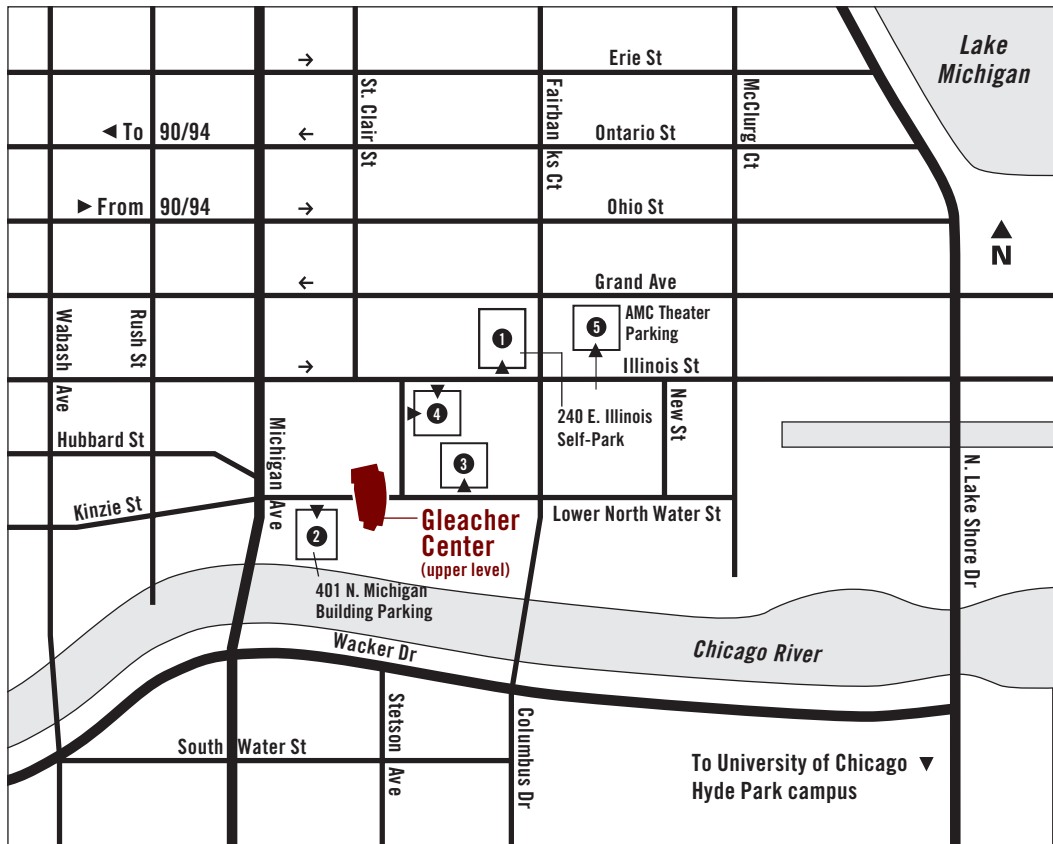 Lake
Michigan
Erie St
→
St. Clair St
Fairban ks Ct
McClurg Ct
◄ To 90/94
←
Ontario St
► From 90/94
→
Ohio St
▲
N
←
Grand Ave
Wabash Ave
Rush St
1
5
AMC Theater
Parking
→
Illinois St
4
240 E. Illinois
Self-Park
New St
Michigan Ave
Hubbard St
3
N. Lake Shore Dr
Kinzie St
Lower North Water St
2
Gleacher
Center
(upper level)
401 N. Michigan
Building Parking
Wacker Dr
Chicago River
Stetson Ave
Columbus Dr
South Water St
To University of Chicago ▼
Hyde Park campus